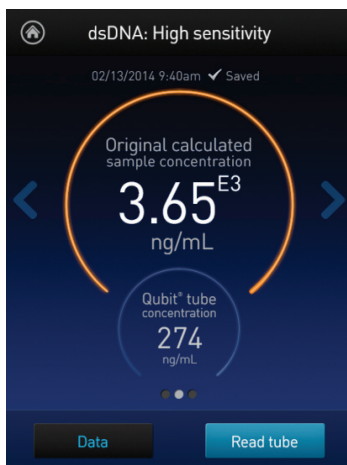 dsDNA: High sensitivity
02/13/2014 9:40am ✔ Saved
Original calculated
sample concentration
3.65E3
ng/mL
Qubit® tube
concentration
274
ng/mL
Data
Read tube